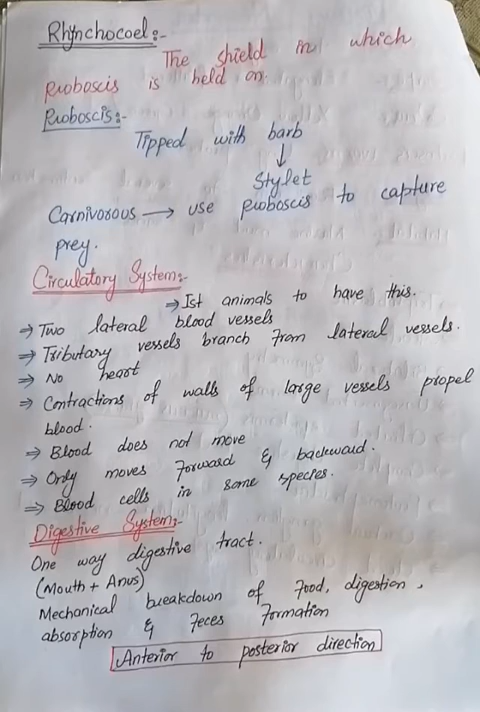 Rhynchocoel:-
The shield in which
Proboscis is held on.
Proboscis:-
Tipped with barb
↓
Stylet
Carnivorous → use proboscis to capture
prey.
Circulatory System:-
⇒ Ist animals to have this.
⇒ Two lateral blood vessels
⇒ Tributary vessels branch from lateral vessels.
⇒ No heart
⇒ Contractions of walls of large vessels propel
blood.
⇒ Blood does not move
⇒ Only moves forward & backward.
⇒ Blood cells in some species.
Digestive System:-
One way digestive tract.
(Mouth + Anus)
Mechanical breakdown of food, digestion,
absorption & feces formation
Anterior to posterior direction